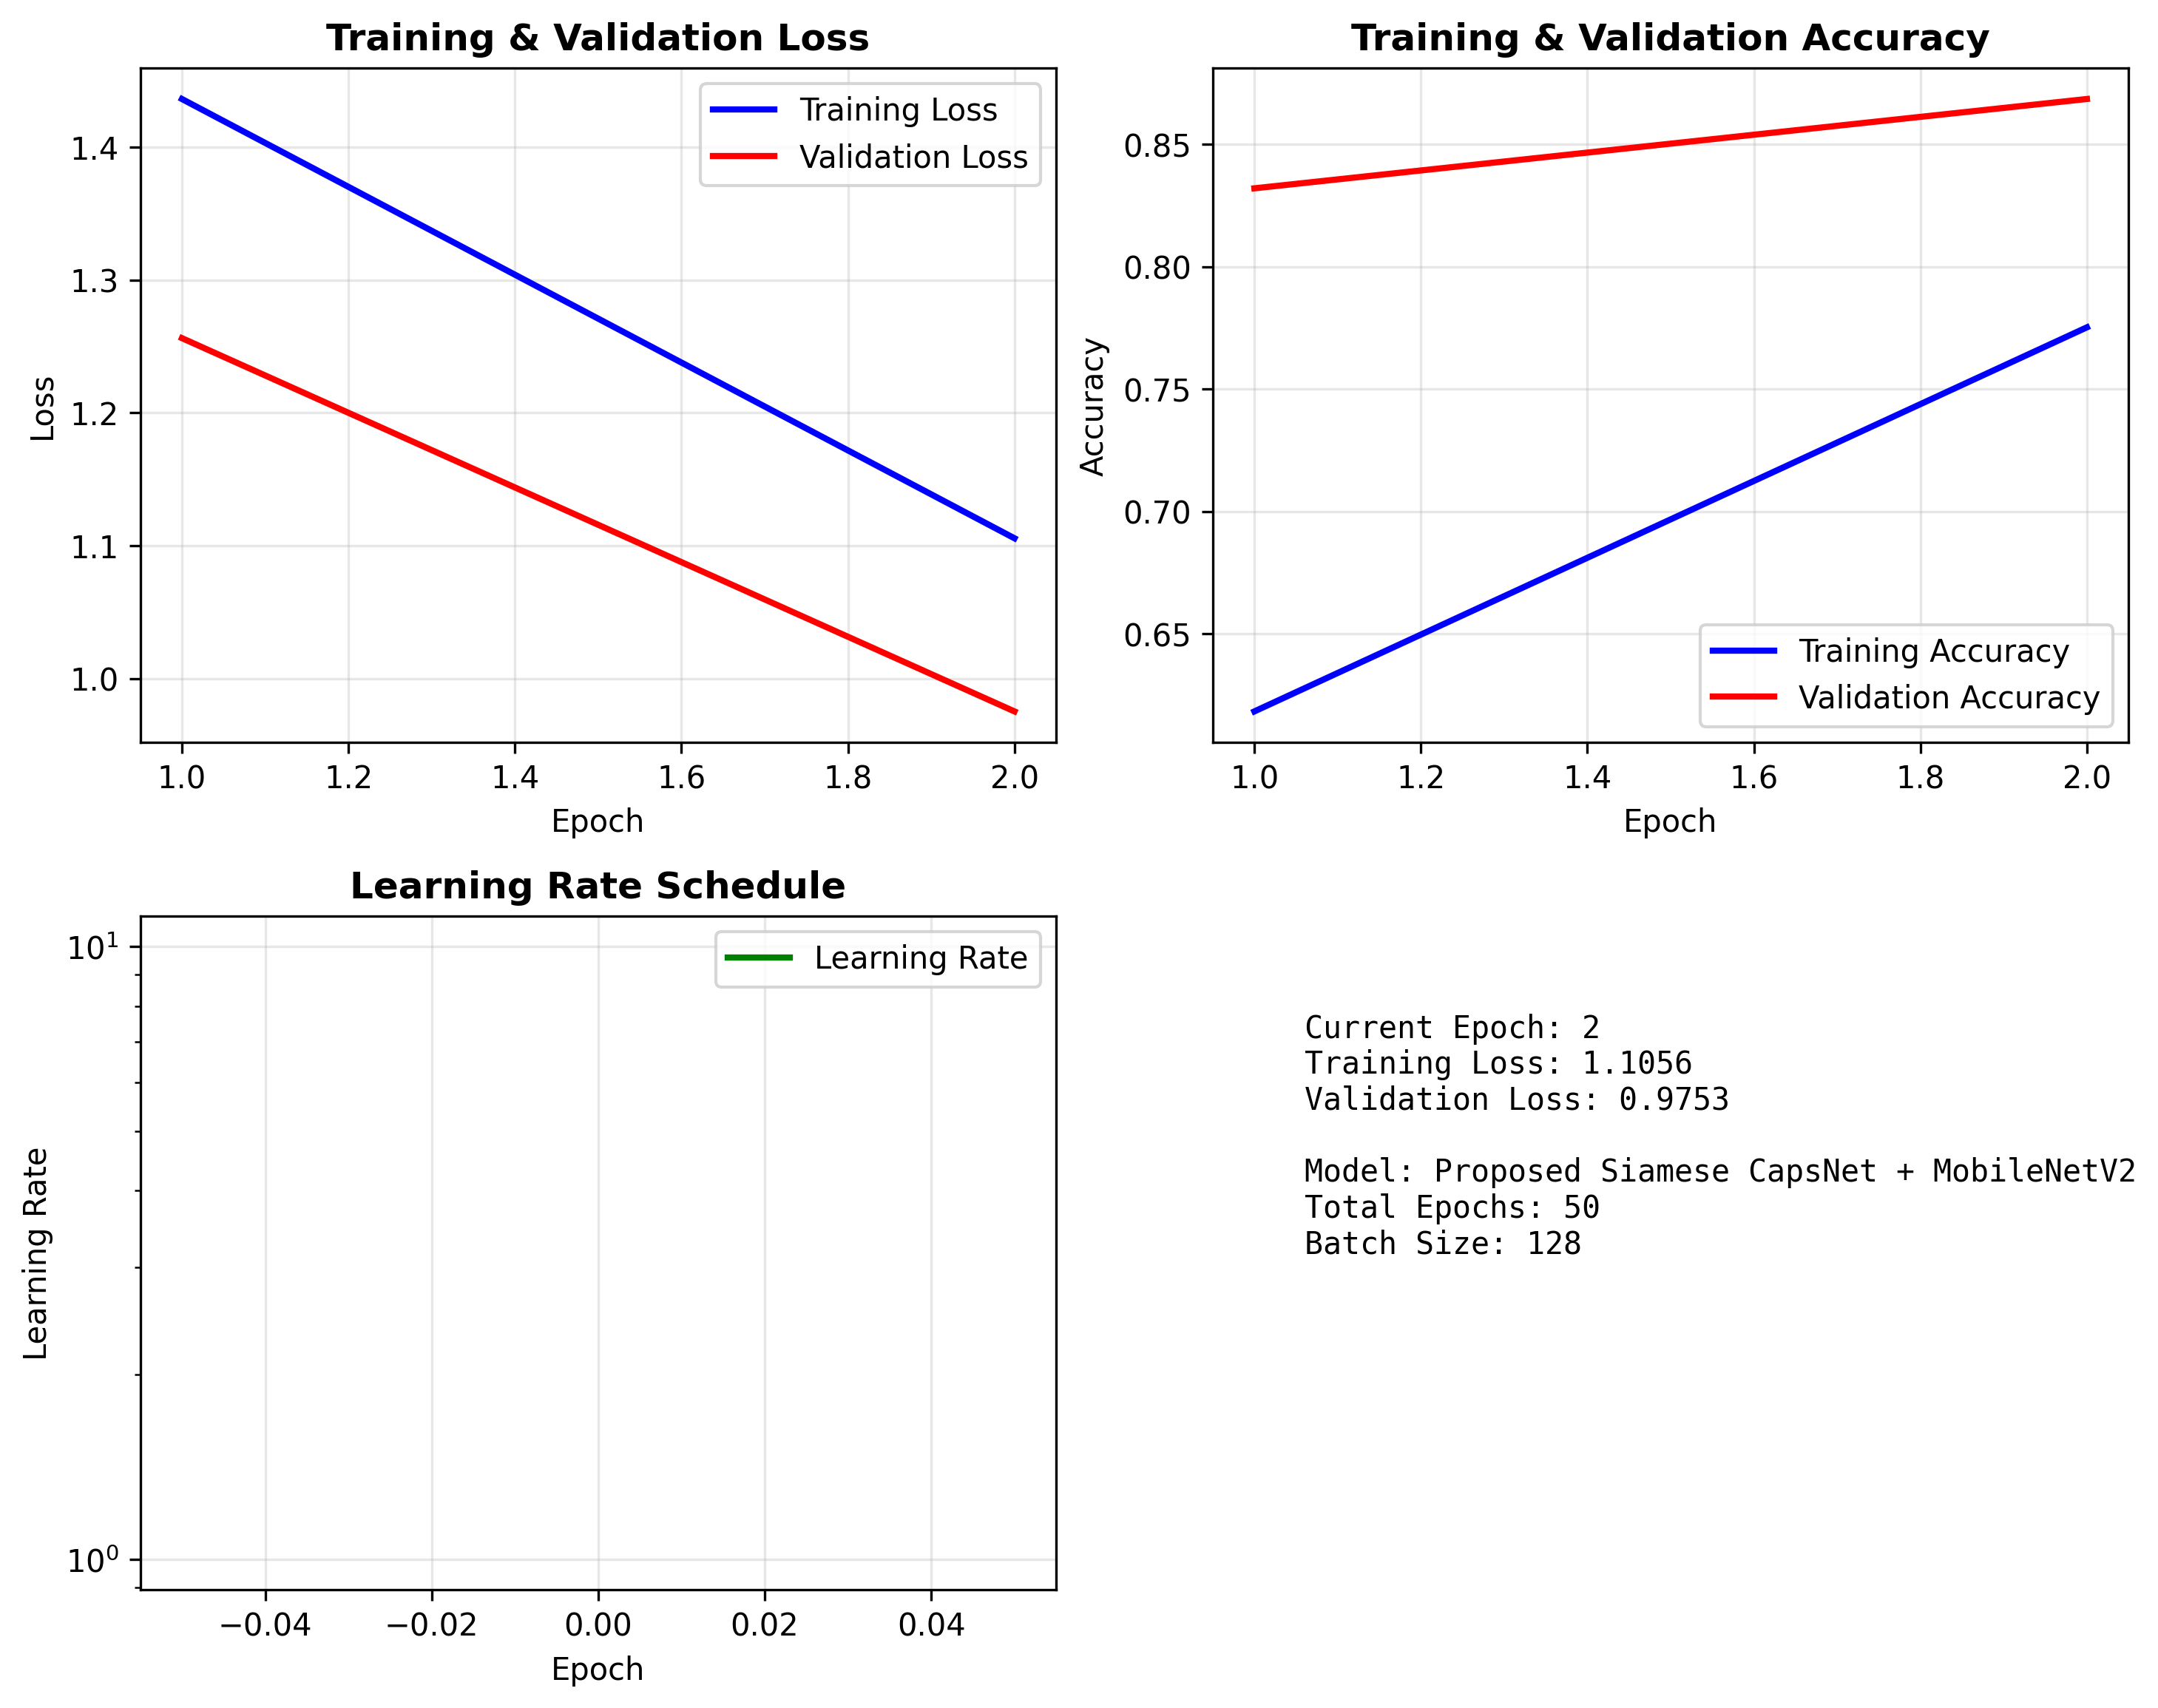 Training & Validation Loss
Loss
1.4
1.3
1.2
1.1
1.0
Training Loss
Validation Loss
1.0 1.2 1.4 1.6 1.8 2.0
Epoch
Training & Validation Accuracy
Accuracy
0.85
0.80
0.75
0.70
0.65
Training Accuracy
Validation Accuracy
1.0 1.2 1.4 1.6 1.8 2.0
Epoch
Learning Rate Schedule
Learning Rate
10¹
10⁰
Learning Rate
−0.04 −0.02 0.00 0.02 0.04
Epoch
Current Epoch: 2
Training Loss: 1.1056
Validation Loss: 0.9753
Model: Proposed Siamese CapsNet + MobileNetV2
Total Epochs: 50
Batch Size: 128